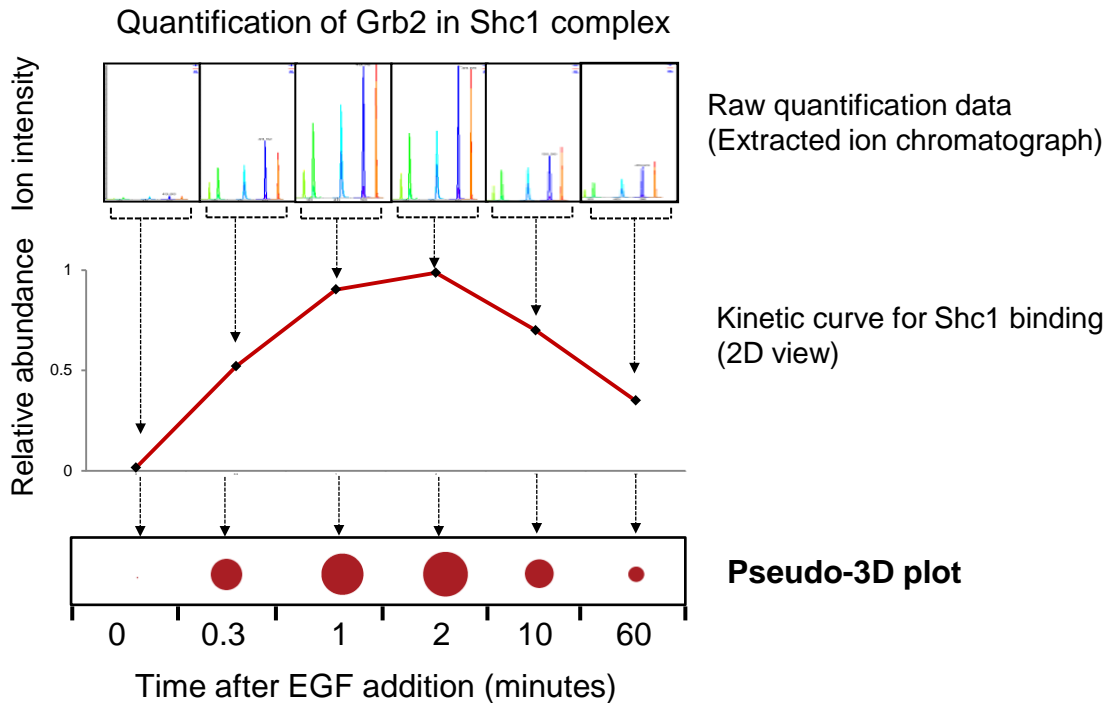 Quantification of Grb2 in Shc1 complex
Ion intensity
Raw quantification data
(Extracted ion chromatograph)
Relative abundance
1
0.5
0
Kinetic curve for Shc1 binding
(2D view)
Pseudo-3D plot
0 0.3 1 2 10 60
Time after EGF addition (minutes)